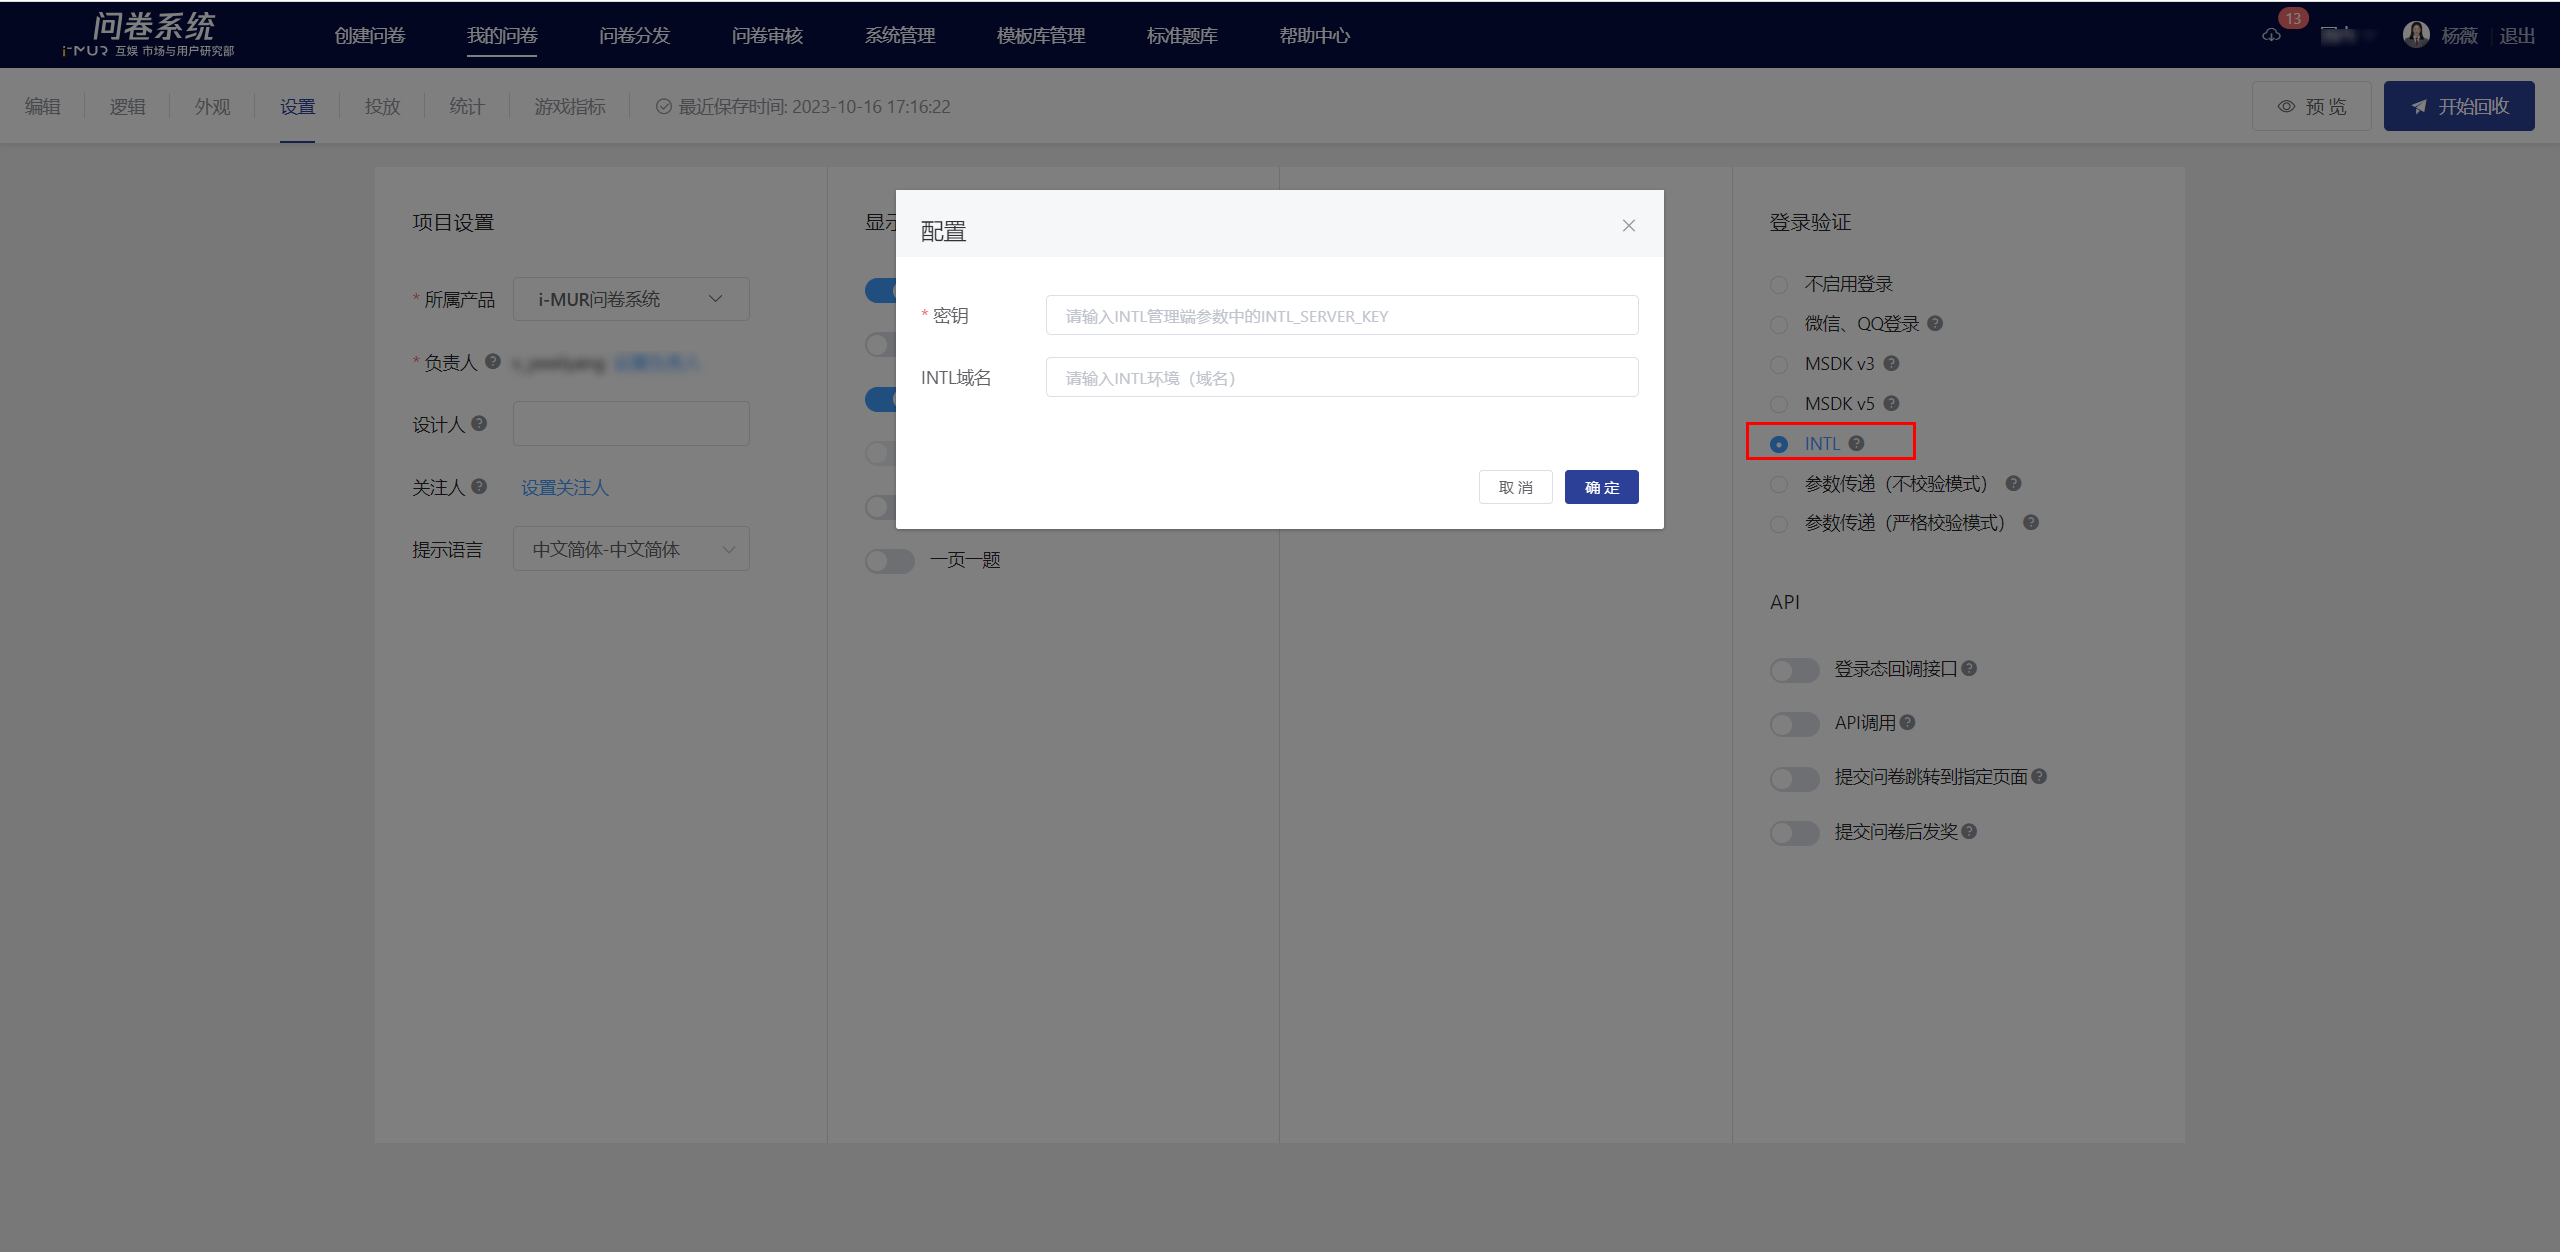 问卷系统
i-MUR 互娱 市场与用户研究部
创建问卷
我的问卷
问卷分发
问卷审核
系统管理
模板库管理
标准题库
帮助中心
13
杨薇
退出
编辑
逻辑
外观
设置
投放
统计
游戏指标
最近保存时间: 2023-10-16 17:16:22
预 览
开始回收
项目设置
* 所属产品
i-MUR问卷系统
* 负责人
设计人
关注人
设置关注人
提示语言
中文简体-中文简体
一页一题
配置
* 密钥
请输入INTL管理端参数中的INTL_SERVER_KEY
INTL域名
请输入INTL环境（域名）
取 消
确 定
登录验证
不启用登录
微信、QQ登录
MSDK v3
MSDK v5
INTL
参数传递（不校验模式）
参数传递（严格校验模式）
API
登录态回调接口
API调用
提交问卷跳转到指定页面
提交问卷后发奖